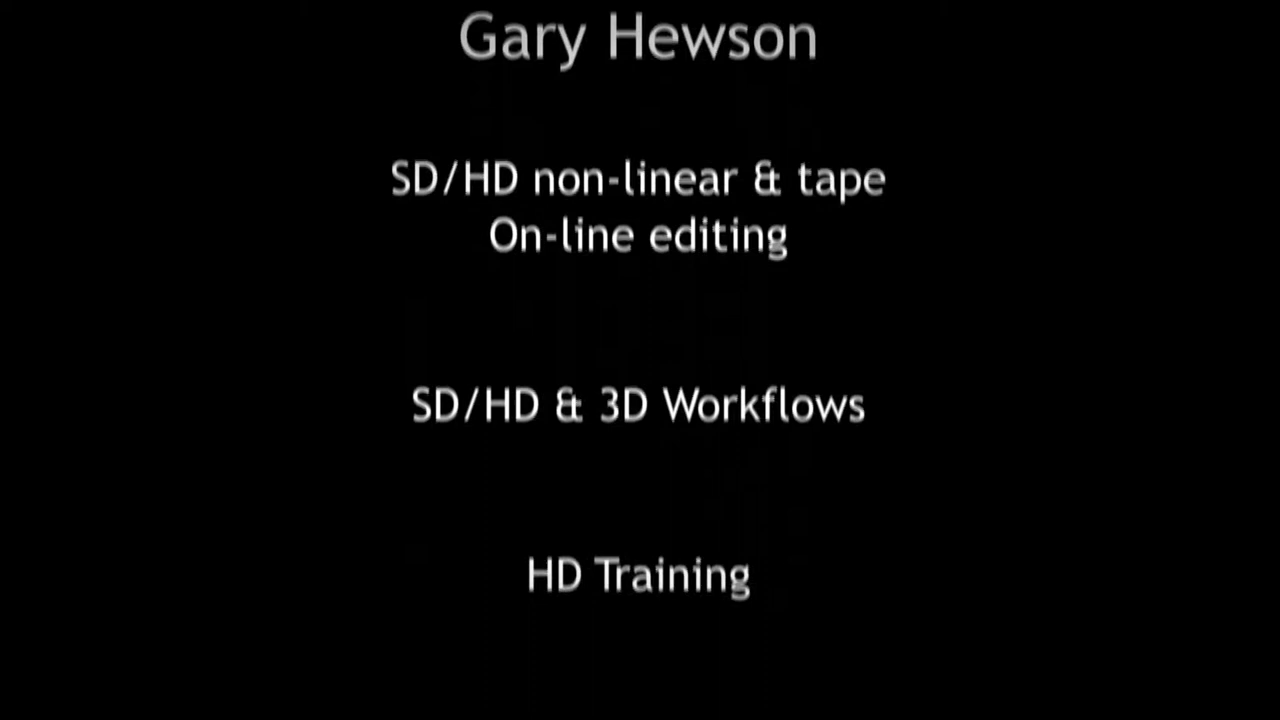 Gary Hewson
SD/HD non-linear & tape
On-line editing
SD/HD & 3D Workflows
HD Training